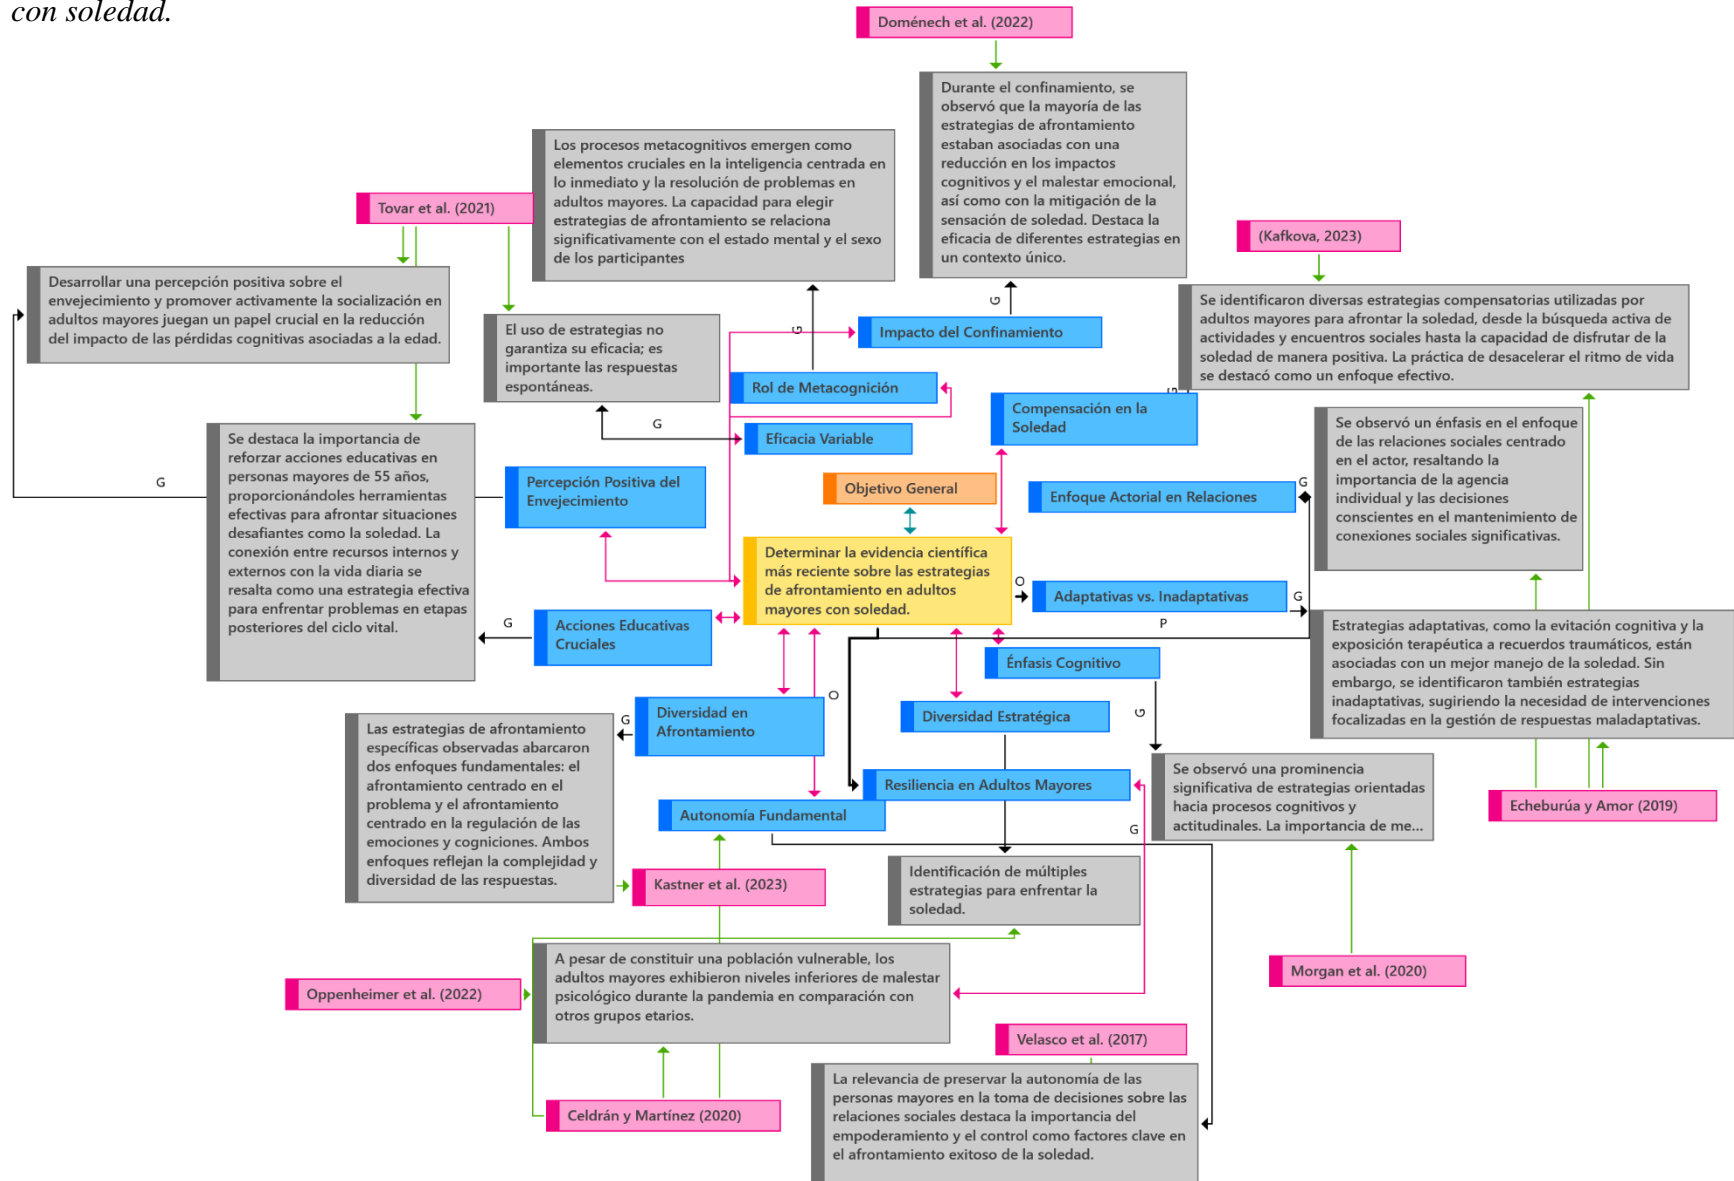 con soledad.
Doménech et al. (2022)
Durante el confinamiento, se
observó que la mayoría de las
estrategias de afrontamiento
estaban asociadas con una
reducción en los impactos
cognitivos y el malestar emocional,
así como con la mitigación de la
sensación de soledad. Destaca la
eficacia de diferentes estrategias en
un contexto único.
Los procesos metacognitivos emergen como
elementos cruciales en la inteligencia centrada en
lo inmediato y la resolución de problemas en
adultos mayores. La capacidad para elegir
estrategias de afrontamiento se relaciona
significativamente con el estado mental y el sexo
de los participantes
Tovar et al. (2021)
(Kafkova, 2023)
Desarrollar una percepción positiva sobre el
envejecimiento y promover activamente la socialización en
adultos mayores juegan un papel crucial en la reducción
del impacto de las pérdidas cognitivas asociadas a la edad.
Se identificaron diversas estrategias compensatorias utilizadas por
adultos mayores para afrontar la soledad, desde la búsqueda activa de
actividades y encuentros sociales hasta la capacidad de disfrutar de la
soledad de manera positiva. La práctica de desacelerar el ritmo de vida
se destacó como un enfoque efectivo.
El uso de estrategias no
garantiza su eficacia; es
importante las respuestas
espontáneas.
G
G
Impacto del Confinamiento
Rol de Metacognición
G
Compensación en la
Soledad
Se observó un énfasis en el enfoque
de las relaciones sociales centrado
en el actor, resaltando la
importancia de la agencia
individual y las decisiones
conscientes en el mantenimiento de
conexiones sociales significativas.
G
Eficacia Variable
Se destaca la importancia de
reforzar acciones educativas en
personas mayores de 55 años,
proporcionándoles herramientas
efectivas para afrontar situaciones
desafiantes como la soledad. La
conexión entre recursos internos y
externos con la vida diaria se
resalta como una estrategia efectiva
para enfrentar problemas en etapas
posteriores del ciclo vital.
G
Percepción Positiva del
Envejecimiento
Objetivo General
Enfoque Actorial en Relaciones
G
Determinar la evidencia científica
más reciente sobre las estrategias
de afrontamiento en adultos
mayores con soledad.
O
Adaptativas vs. Inadaptativas
G
P
G
Acciones Educativas
Cruciales
Énfasis Cognitivo
Estrategias adaptativas, como la evitación cognitiva y la
exposición terapéutica a recuerdos traumáticos, están
asociadas con un mejor manejo de la soledad. Sin
embargo, se identificaron también estrategias
inadaptativas, sugiriendo la necesidad de intervenciones
focalizadas en la gestión de respuestas maladaptativas.
O
G
Diversidad en
Afrontamiento
G
Diversidad Estratégica
Las estrategias de afrontamiento
específicas observadas abarcaron
dos enfoques fundamentales: el
afrontamiento centrado en el
problema y el afrontamiento
centrado en la regulación de las
emociones y cogniciones. Ambos
enfoques reflejan la complejidad y
diversidad de las respuestas.
Resiliencia en Adultos Mayores
Se observó una prominencia
significativa de estrategias orientadas
hacia procesos cognitivos y
actitudinales. La importancia de me...
Echeburúa y Amor (2019)
Autonomía Fundamental
G
Kastner et al. (2023)
Identificación de múltiples
estrategias para enfrentar la
soledad.
Oppenheimer et al. (2022)
A pesar de constituir una población vulnerable, los
adultos mayores exhibieron niveles inferiores de malestar
psicológico durante la pandemia en comparación con
otros grupos etarios.
Morgan et al. (2020)
Velasco et al. (2017)
La relevancia de preservar la autonomía de las
personas mayores en la toma de decisiones sobre las
relaciones sociales destaca la importancia del
empoderamiento y el control como factores clave en
el afrontamiento exitoso de la soledad.
Celdrán y Martínez (2020)